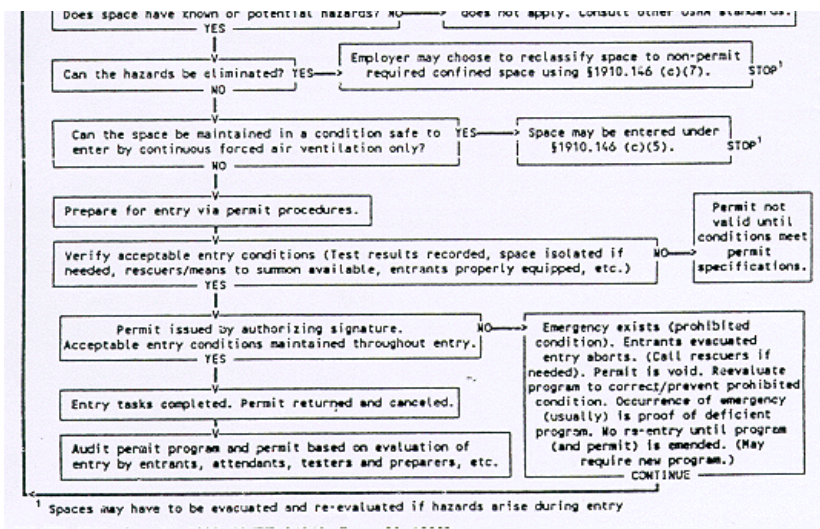 Does space have known or potential hazards? NO
does not apply. Consult other OSHA standards.
YES
Can the hazards be eliminated? YES
Employer may choose to reclassify space to non-permit
required confined space using §1910.146 (c)(7).
STOP¹
NO
Can the space be maintained in a condition safe to
enter by continuous forced air ventilation only?
YES
Space may be entered under
§1910.146 (c)(5).
STOP¹
NO
Prepare for entry via permit procedures.
Verify acceptable entry conditions (Test results recorded, space isolated if
needed, rescuers/means to summon available, entrants properly equipped, etc.)
NO
Permit not
valid until
conditions meet
permit
specifications.
YES
Permit issued by authorizing signature.
Acceptable entry conditions maintained throughout entry.
NO
Emergency exists (prohibited
condition). Entrants evacuated
entry aborts. (Call rescuers if
needed). Permit is void. Reevaluate
program to correct/prevent prohibited
condition. Occurrence of emergency
(usually) is proof of deficient
program. No re-entry until program
(and permit) is amended. (May
require new program.)
CONTINUE
YES
Entry tasks completed. Permit returned and canceled.
Audit permit program and permit based on evaluation of
entry by entrants, attendants, testers and preparers, etc.
¹ Spaces may have to be evacuated and re-evaluated if hazards arise during entry